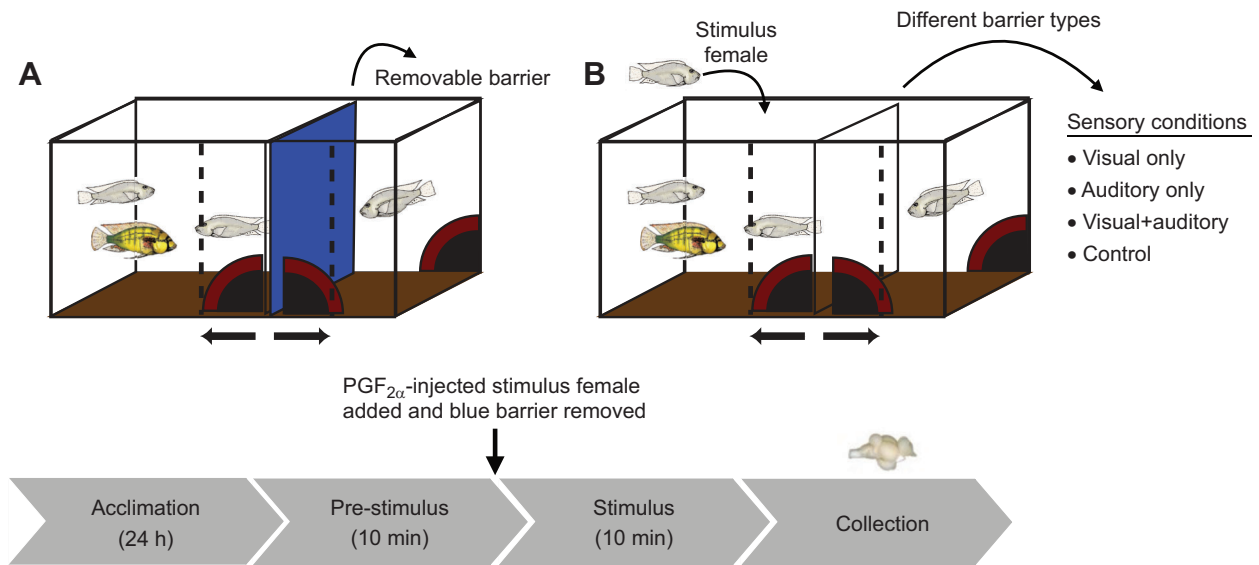 A
Removable barrier
B
Stimulus
female
Different barrier types
Sensory conditions
• Visual only
• Auditory only
• Visual+auditory
• Control
PGF2α-injected stimulus female
added and blue barrier removed
Acclimation
(24 h)
Pre-stimulus
(10 min)
Stimulus
(10 min)
Collection